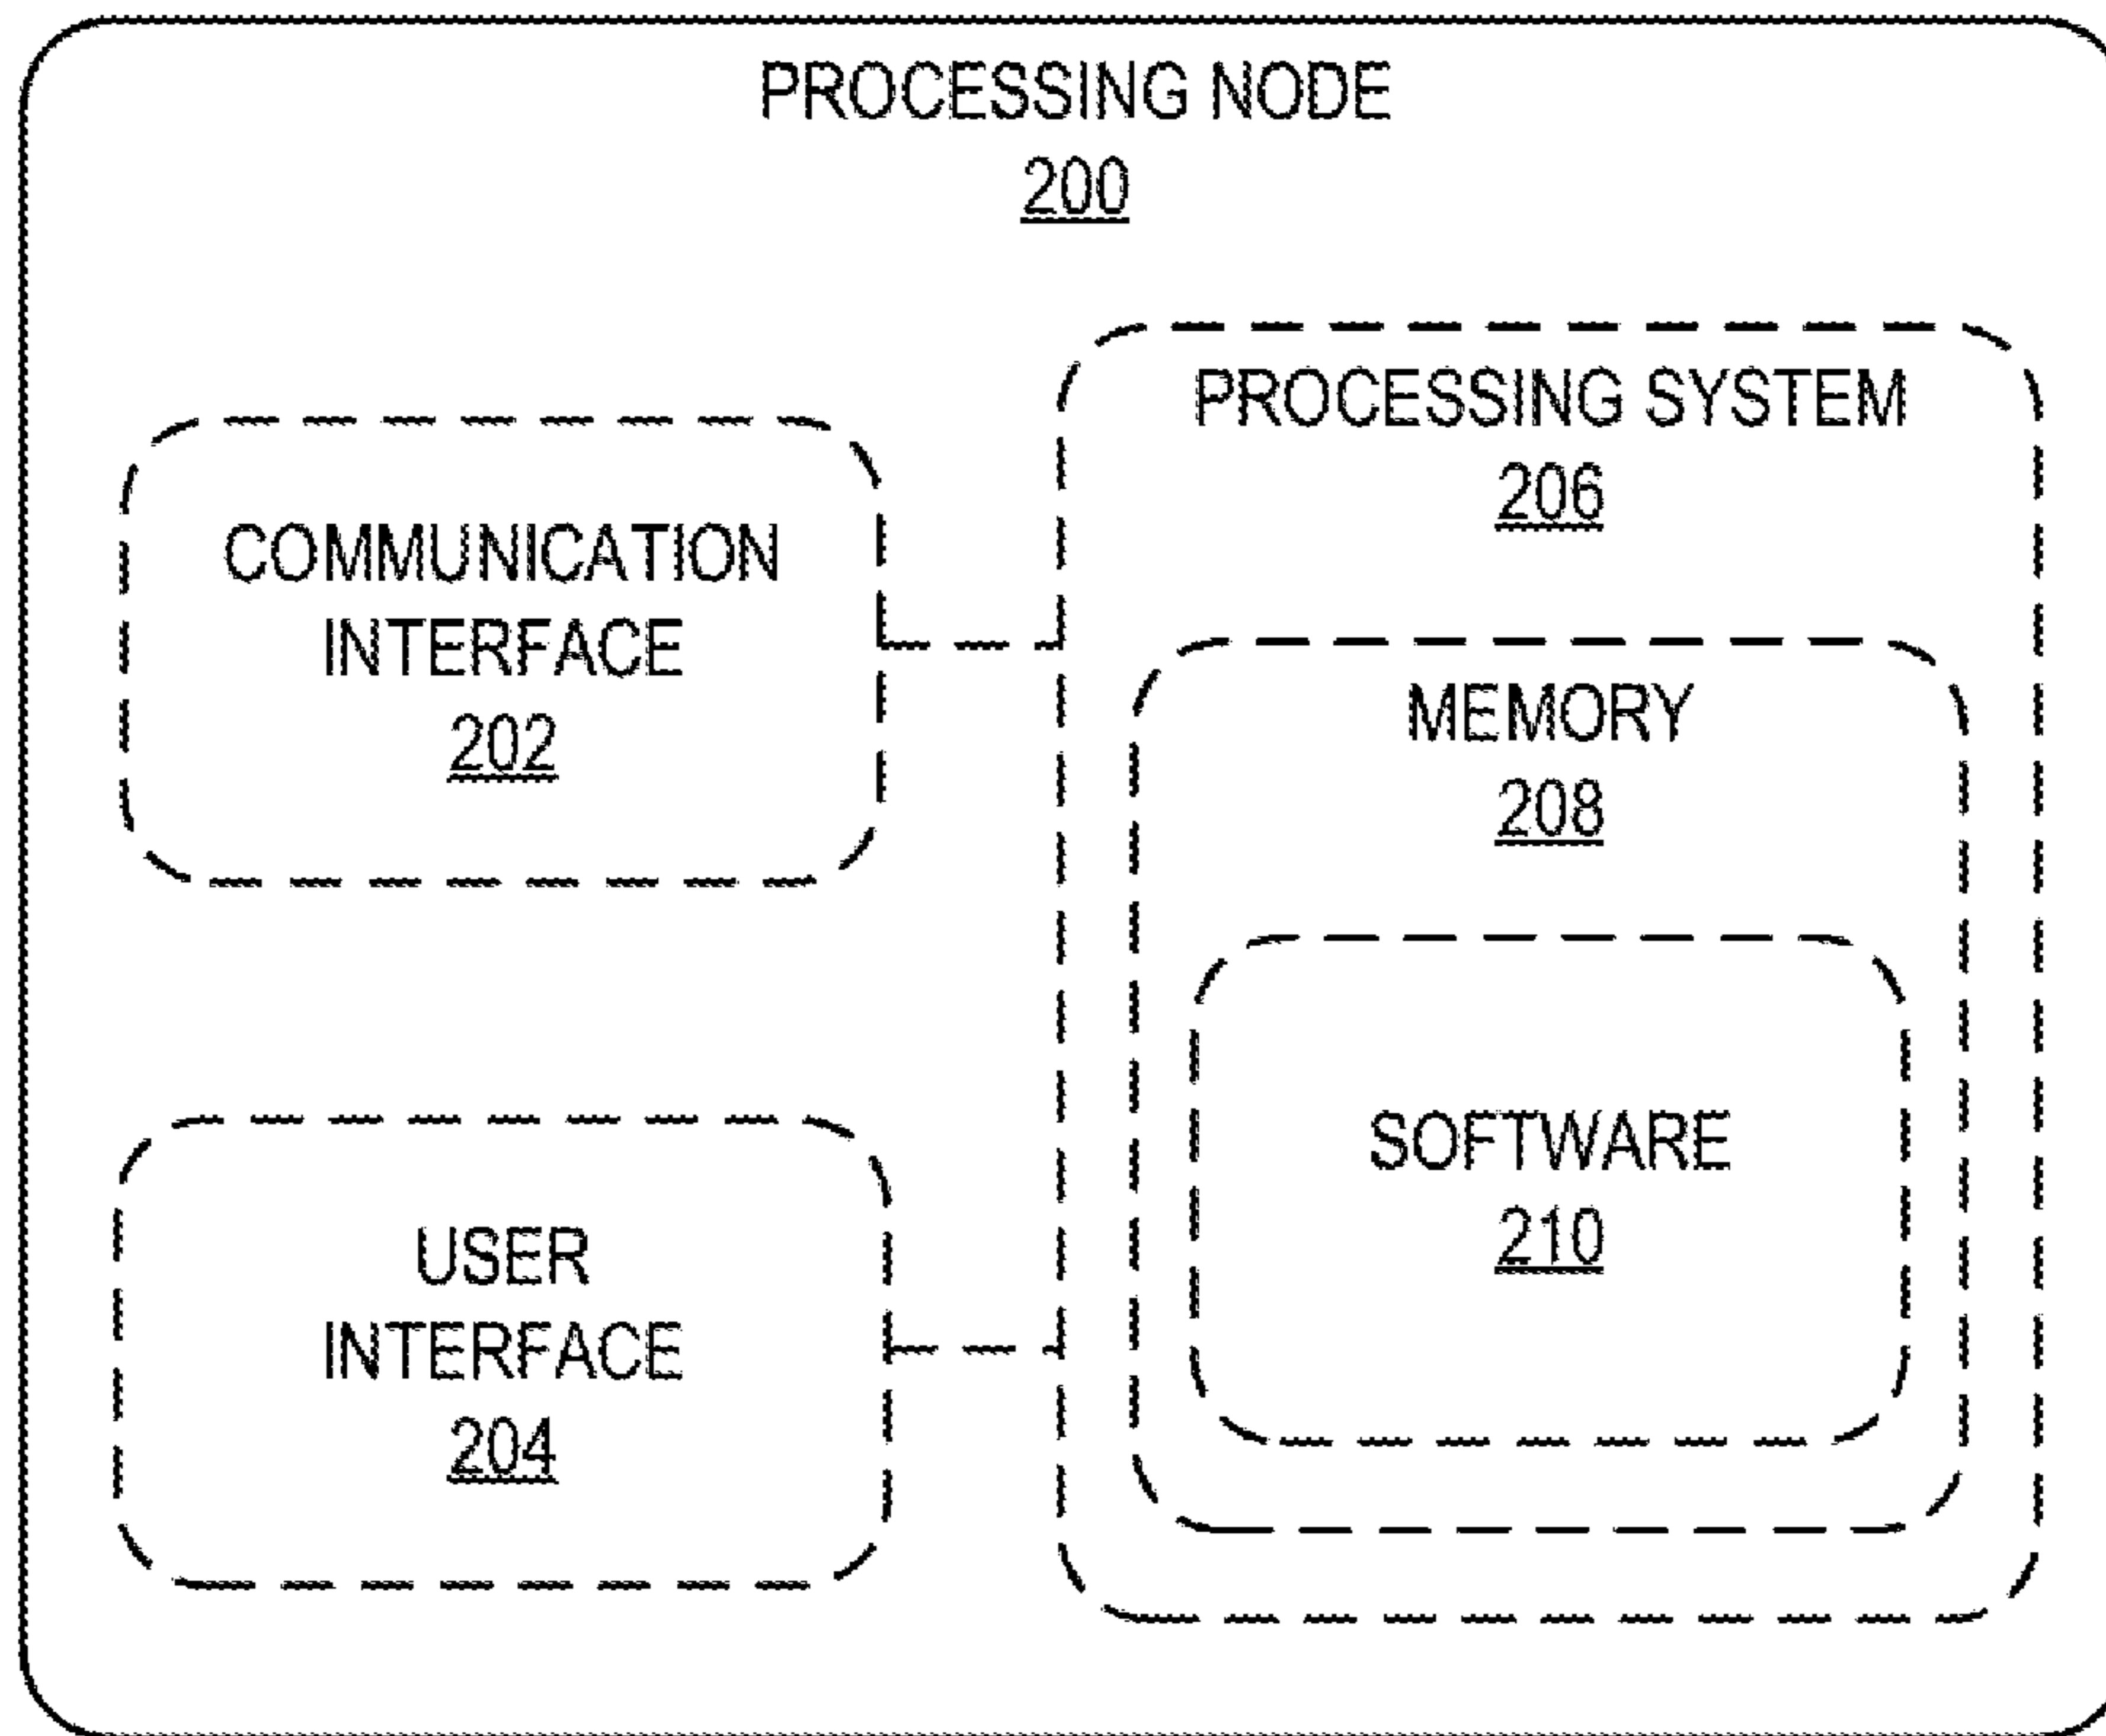 PROCESSING NODE
200
COMMUNICATION
INTERFACE
202
USER
INTERFACE
204
PROCESSING SYSTEM
206
MEMORY
208
SOFTWARE
210